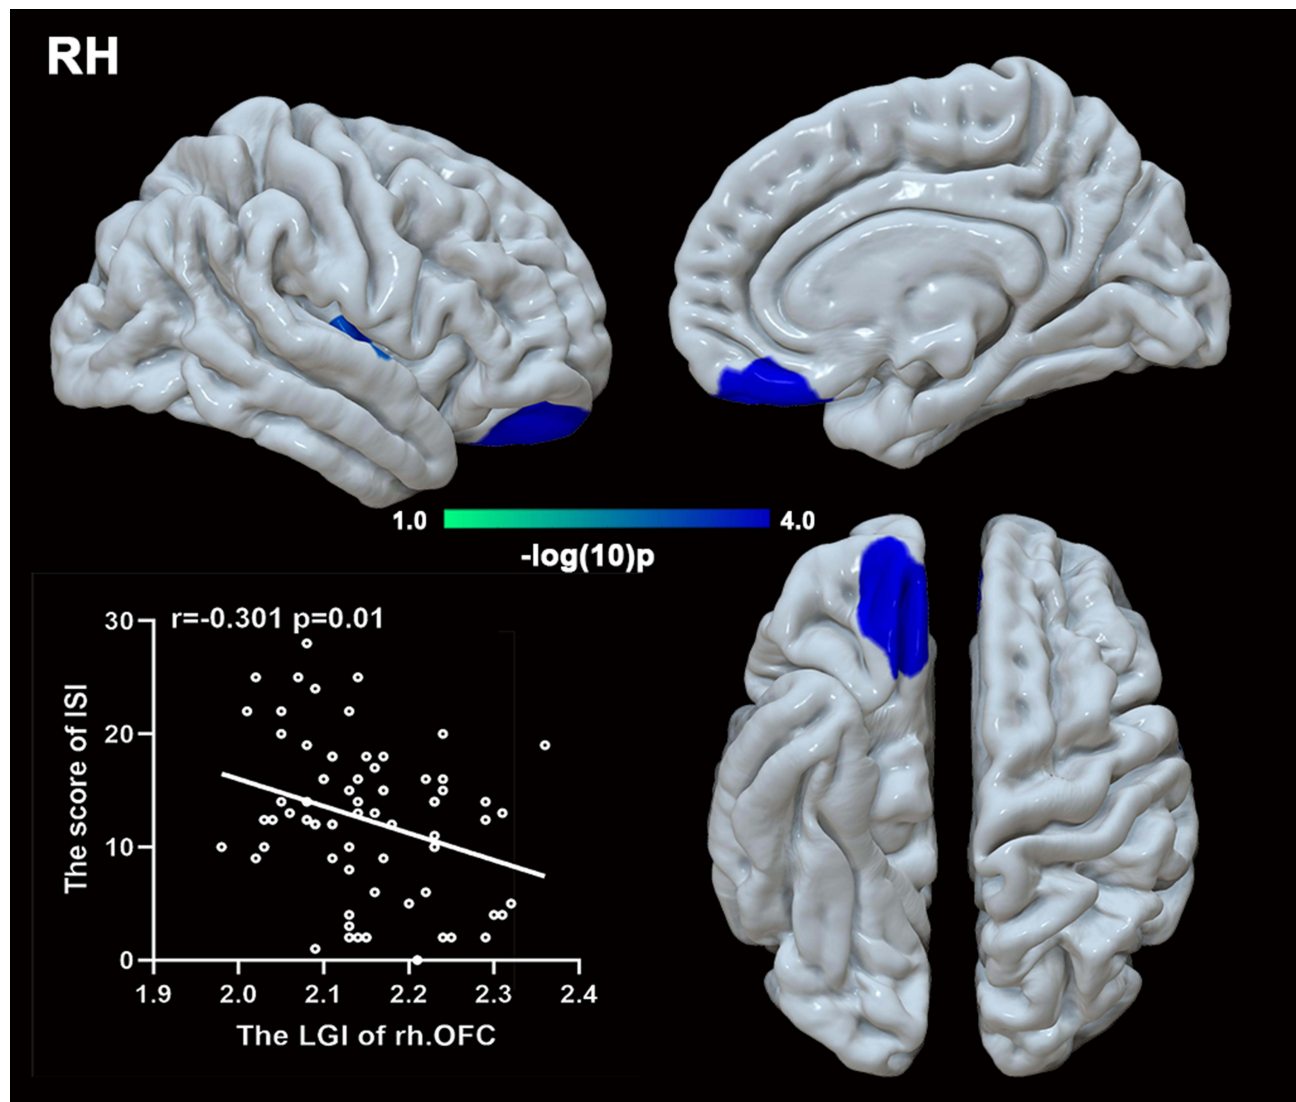 RH
1.0 4.0
-log(10)p
r=-0.301 p=0.01
The score of ISI
30
20
10
0
1.9 2.0 2.1 2.2 2.3 2.4
The LGI of rh.OFC